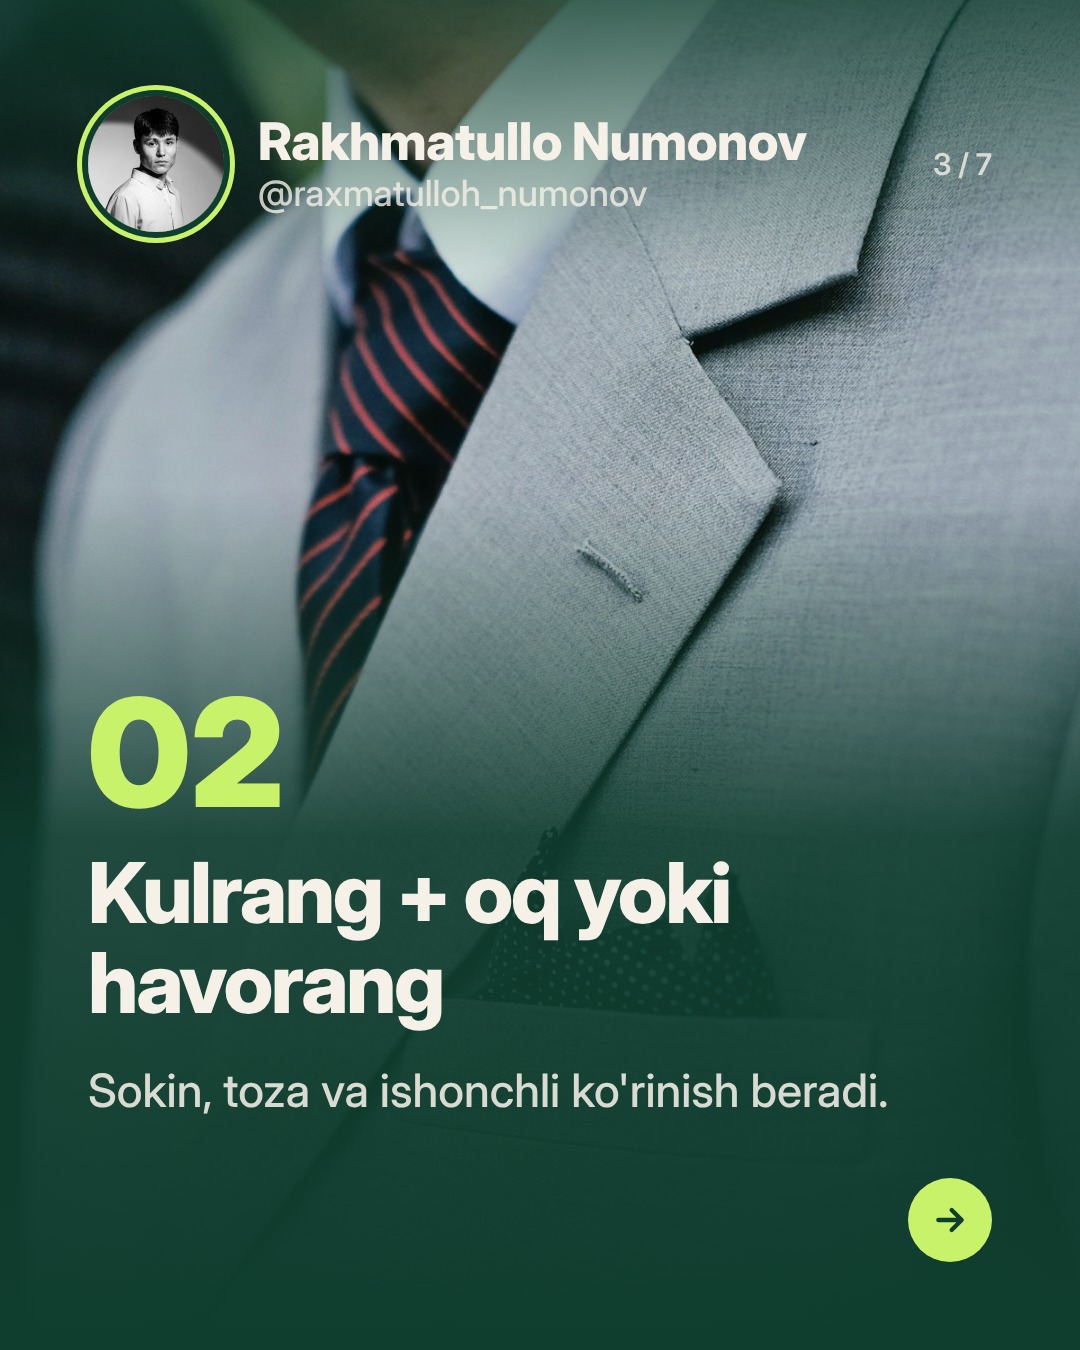 Rakhmatullo Numonov
@raxmatulloh_numonov
3 / 7
02
Kulrang + oq yoki
havorang
Sokin, toza va ishonchli ko'rinish beradi.